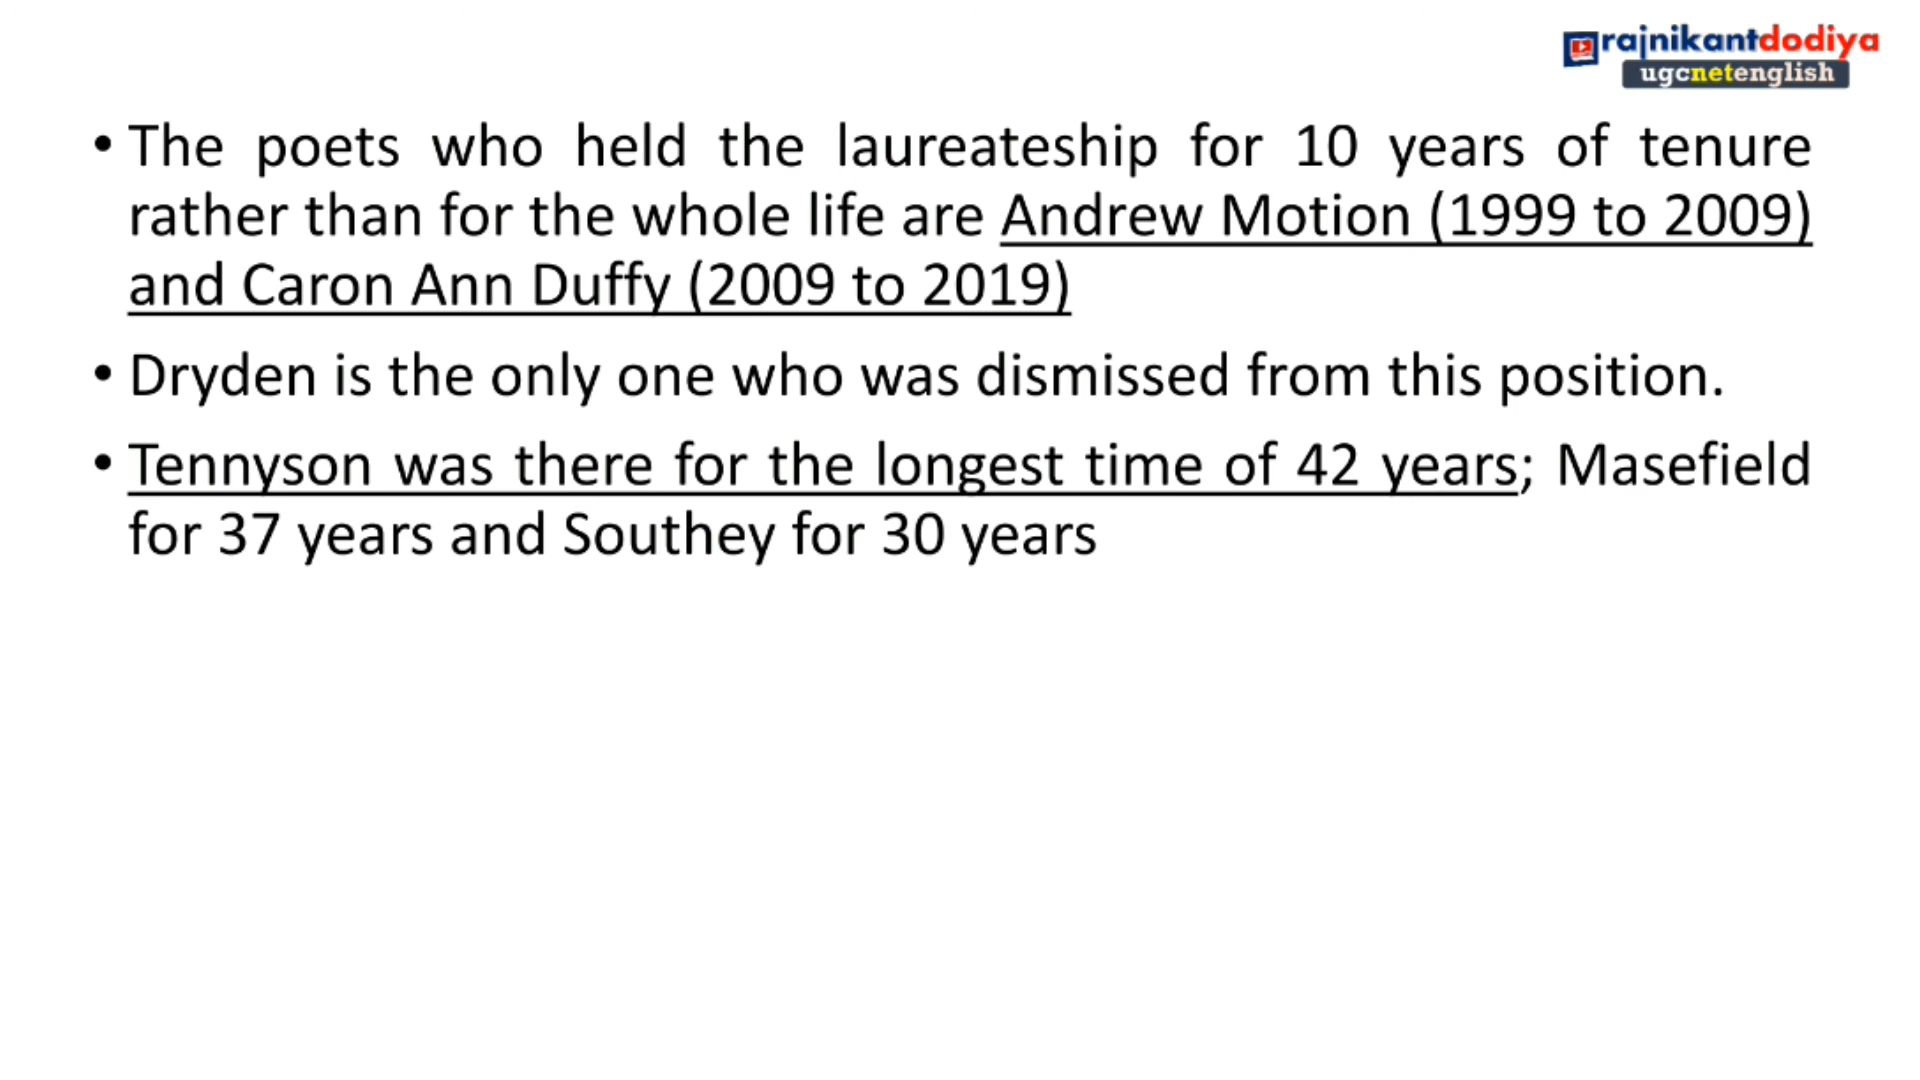 rajnikantdodiya
ugcnetenglish
• The poets who held the laureateship for 10 years of tenure
rather than for the whole life are Andrew Motion (1999 to 2009)
and Caron Ann Duffy (2009 to 2019)
• Dryden is the only one who was dismissed from this position.
• Tennyson was there for the longest time of 42 years; Masefield
for 37 years and Southey for 30 years